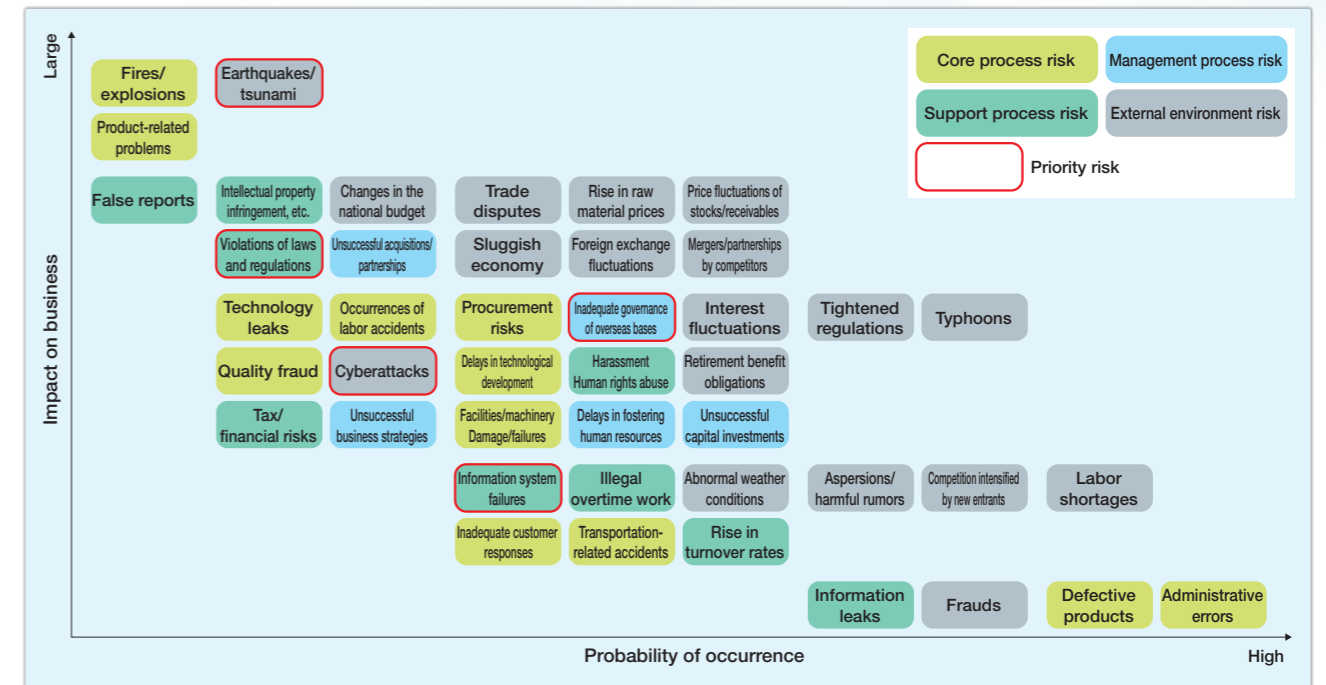 Large
Impact on business
Core process risk
Management process risk
Support process risk
External environment risk
Priority risk
Fires/
explosions
Earthquakes/
tsunami
Product-related
problems
False reports
Intellectual property
infringement, etc.
Changes in the
national budget
Trade
disputes
Rise in raw
material prices
Price fluctuations of
stocks/receivables
Violations of laws
and regulations
Unsuccessful acquisitions/
partnerships
Sluggish
economy
Foreign exchange
fluctuations
Mergers/partnerships
by competitors
Technology
leaks
Occurrences of
labor accidents
Procurement
risks
Inadequate governance
of overseas bases
Interest
fluctuations
Tightened
regulations
Typhoons
Quality fraud
Cyberattacks
Delays in technological
development
Harassment
Human rights abuse
Retirement benefit
obligations
Tax/
financial risks
Unsuccessful
business strategies
Facilities/machinery
Damage/failures
Delays in fostering
human resources
Unsuccessful
capital investments
Information system
failures
Illegal
overtime work
Abnormal weather
conditions
Aspersions/
harmful rumors
Competition intensified
by new entrants
Labor
shortages
Inadequate customer
responses
Transportation-
related accidents
Rise in
turnover rates
Information
leaks
Frauds
Defective
products
Administrative
errors
Probability of occurrence
High